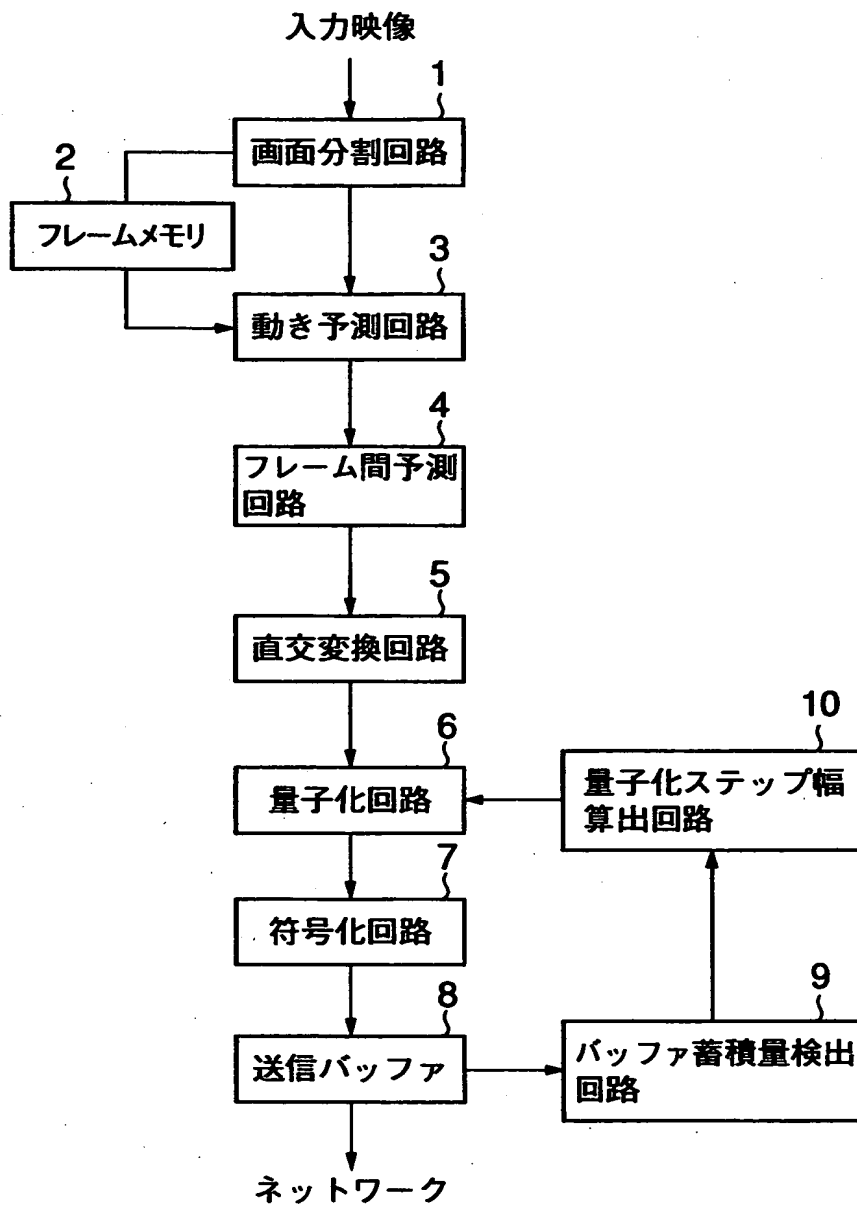 入力映像
1
画面分割回路
2
フレームメモリ
3
動き予測回路
4
フレーム間予測
回路
5
直交変換回路
6
量子化回路
10
量子化ステップ幅
算出回路
7
符号化回路
8
送信バッファ
9
バッファ蓄積量検出
回路
ネットワーク